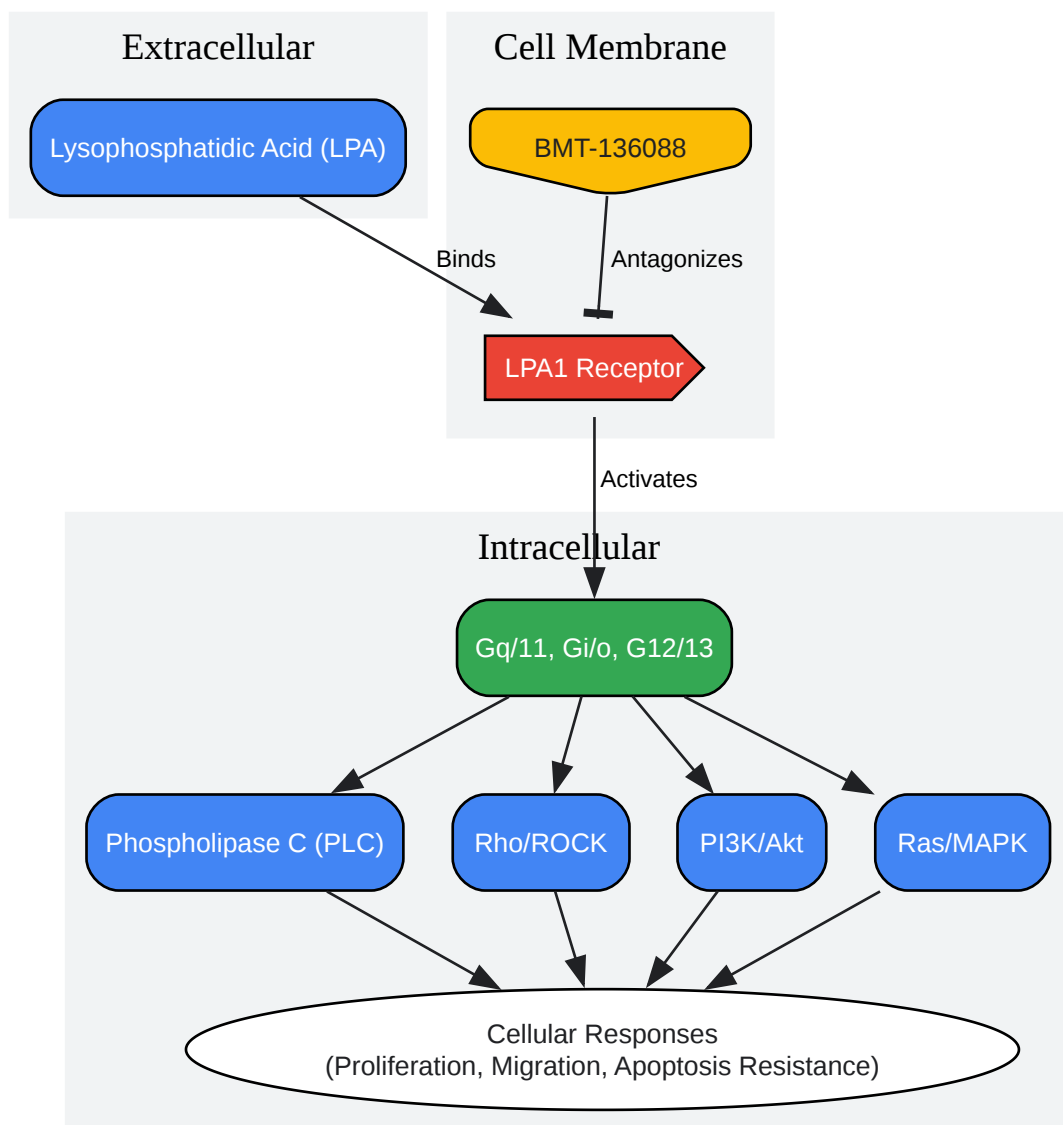 Extracellular
Cell Membrane
Lysophosphatidic Acid (LPA)
BMT-136088
Binds
Antagonizes
LPA1 Receptor
Activates
Intracellular
Gq/11, Gi/o, G12/13
Phospholipase C (PLC)
Rho/ROCK
PI3K/Akt
Ras/MAPK
Cellular Responses
(Proliferation, Migration, Apoptosis Resistance)